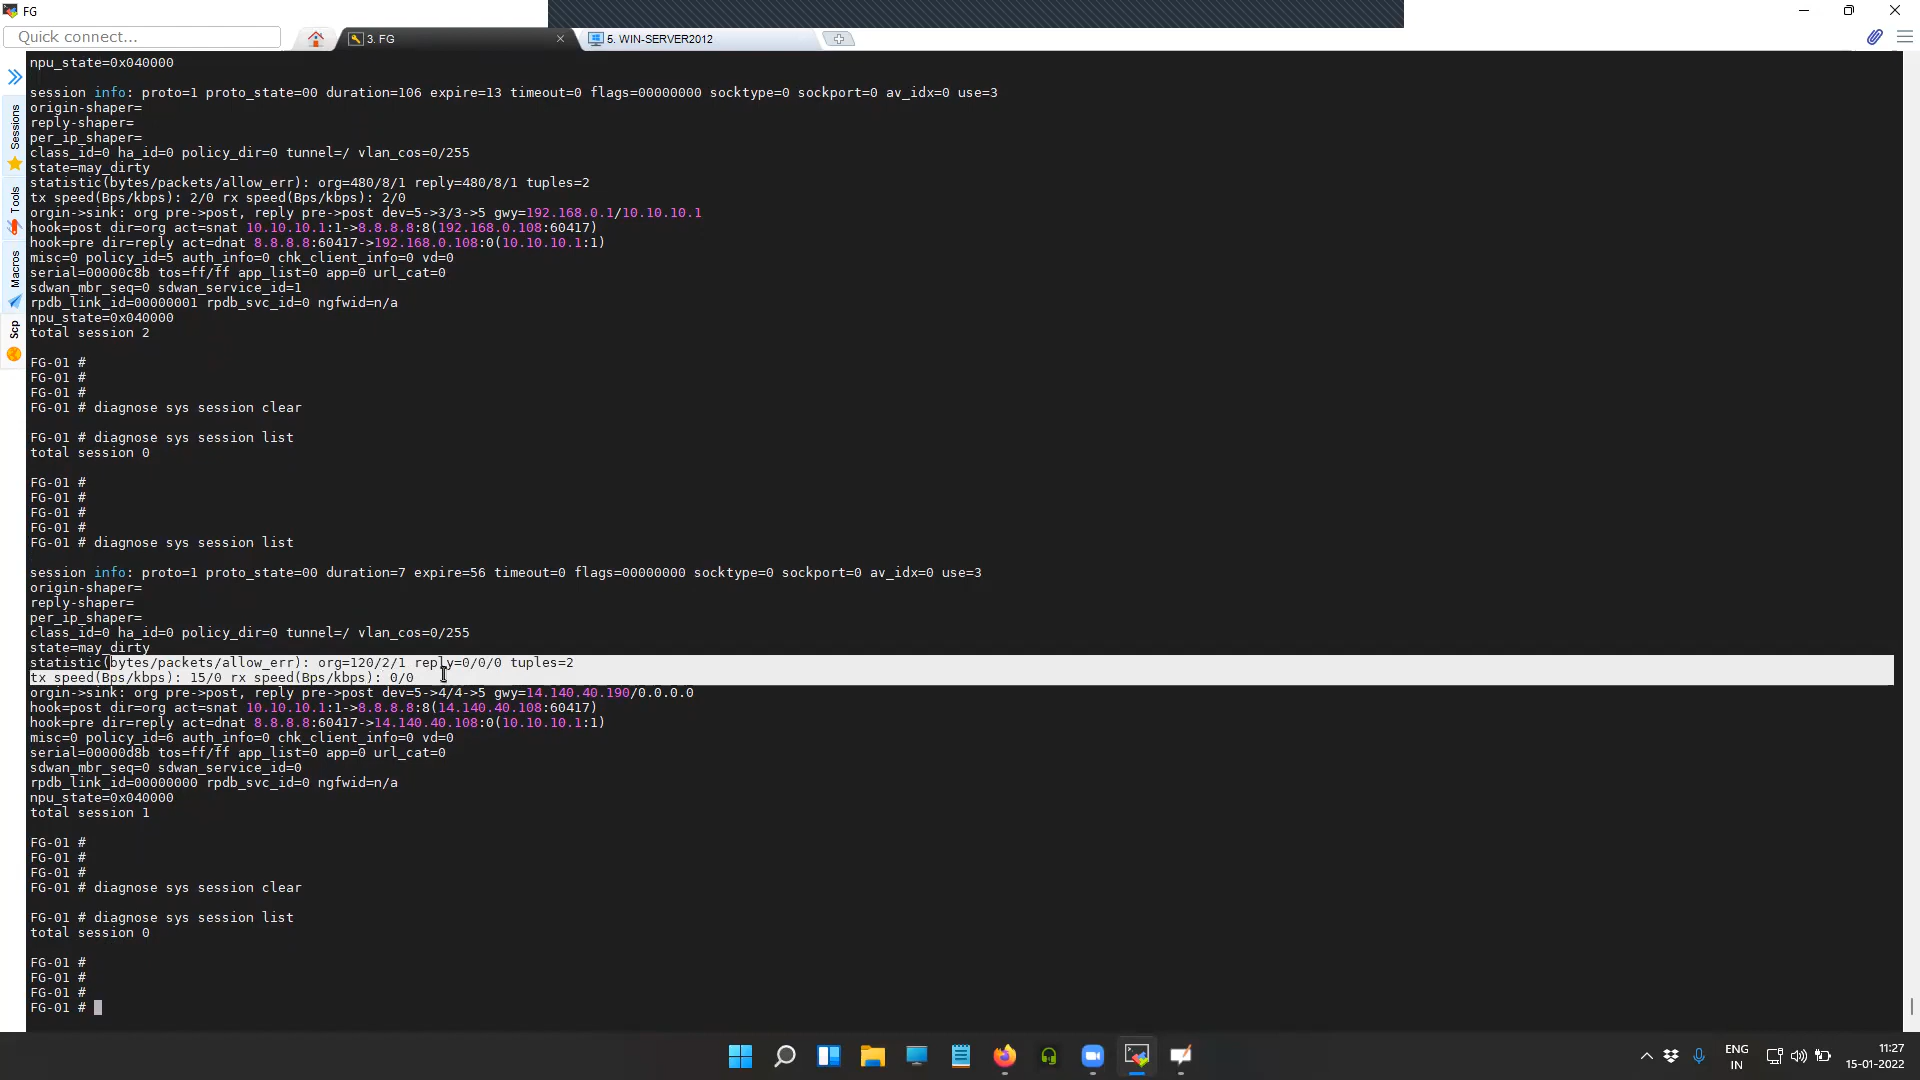 FG
Quick connect...
3. FG
5. WIN-SERVER2012
Sessions
Tools
Macros
Scp
npu_state=0x040000
session info: proto=1 proto_state=00 duration=106 expire=13 timeout=0 flags=00000000 socktype=0 sockport=0 av_idx=0 use=3
origin-shaper=
reply-shaper=
per_ip_shaper=
class_id=0 ha_id=0 policy_dir=0 tunnel=/ vlan_cos=0/255
state=may_dirty
statistic(bytes/packets/allow_err): org=480/8/1 reply=480/8/1 tuples=2
tx speed(Bps/kbps): 2/0 rx speed(Bps/kbps): 2/0
orgin->sink: org pre->post, reply pre->post dev=5->3/3->5 gwy=192.168.0.1/10.10.10.1
hook=post dir=org act=snat 10.10.10.1:1->8.8.8.8:8(192.168.0.108:60417)
hook=pre dir=reply act=dnat 8.8.8.8:60417->192.168.0.108:0(10.10.10.1:1)
misc=0 policy_id=5 auth_info=0 chk_client_info=0 vd=0
serial=00000c8b tos=ff/ff app_list=0 app=0 url_cat=0
sdwan_mbr_seq=0 sdwan_service_id=1
rpdb_link_id=00000001 rpdb_svc_id=0 ngfwid=n/a
npu_state=0x040000
total session 2
FG-01 #
FG-01 #
FG-01 #
FG-01 # diagnose sys session clear
FG-01 # diagnose sys session list
total session 0
FG-01 #
FG-01 #
FG-01 #
FG-01 #
FG-01 # diagnose sys session list
session info: proto=1 proto_state=00 duration=7 expire=56 timeout=0 flags=00000000 socktype=0 sockport=0 av_idx=0 use=3
origin-shaper=
reply-shaper=
per_ip_shaper=
class_id=0 ha_id=0 policy_dir=0 tunnel=/ vlan_cos=0/255
state=may_dirty
statistic(bytes/packets/allow_err): org=120/2/1 reply=0/0/0 tuples=2
tx speed(Bps/kbps): 15/0 rx speed(Bps/kbps): 0/0
orgin->sink: org pre->post, reply pre->post dev=5->4/4->5 gwy=14.140.40.190/0.0.0.0
hook=post dir=org act=snat 10.10.10.1:1->8.8.8.8:8(14.140.40.108:60417)
hook=pre dir=reply act=dnat 8.8.8.8:60417->14.140.40.108:0(10.10.10.1:1)
misc=0 policy_id=6 auth_info=0 chk_client_info=0 vd=0
serial=00000d8b tos=ff/ff app_list=0 app=0 url_cat=0
sdwan_mbr_seq=0 sdwan_service_id=0
rpdb_link_id=00000000 rpdb_svc_id=0 ngfwid=n/a
npu_state=0x040000
total session 1
FG-01 #
FG-01 #
FG-01 #
FG-01 # diagnose sys session clear
FG-01 # diagnose sys session list
total session 0
FG-01 #
FG-01 #
FG-01 #
FG-01 #
ENG
IN
11:27
15-01-2022